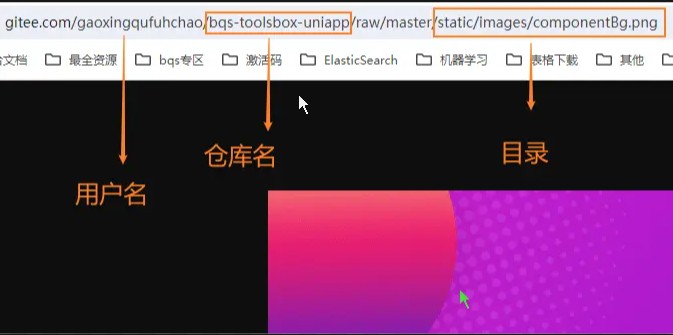 gitee.com/gaoxingqufuhchao/bqs-toolsbox-uniapp/raw/master/static/images/componentBg.png
台文档 最全资源 bqs专区 激活码 ElasticSearch 机器学习 表格下载 其他
仓库名 目录
用户名